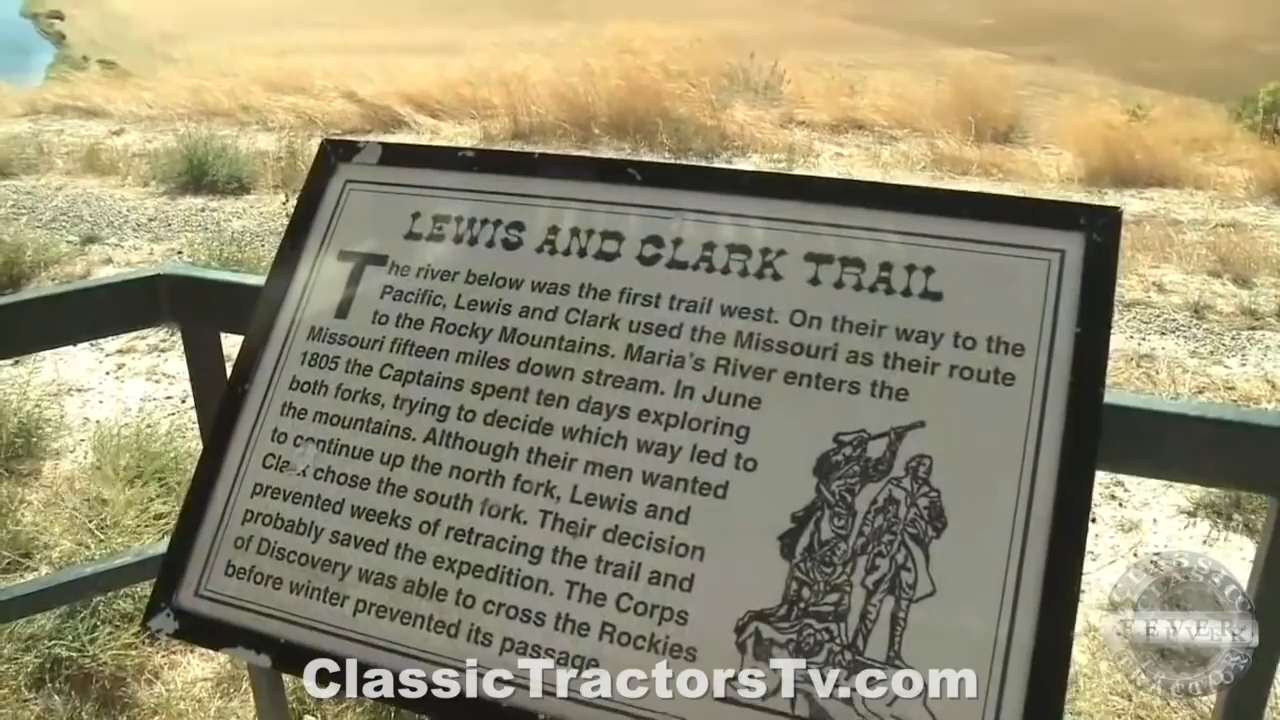 LEWIS AND CLARK TRAIL
The river below was the first trail west. On their way to the
Pacific, Lewis and Clark used the Missouri as their route
to the Rocky Mountains. Maria's River enters the
Missouri fifteen miles down stream. In June
1805 the Captains spent ten days exploring
both forks, trying to decide which way led to
the mountains. Although their men wanted
to continue up the north fork, Lewis and
Clark chose the south fork. Their decision
prevented weeks of retracing the trail and
probably saved the expedition. The Corps
of Discovery was able to cross the Rockies
before winter prevented its passage
ClassicTractorsTv.com
CLASSIC
FEVER
TRACTOR